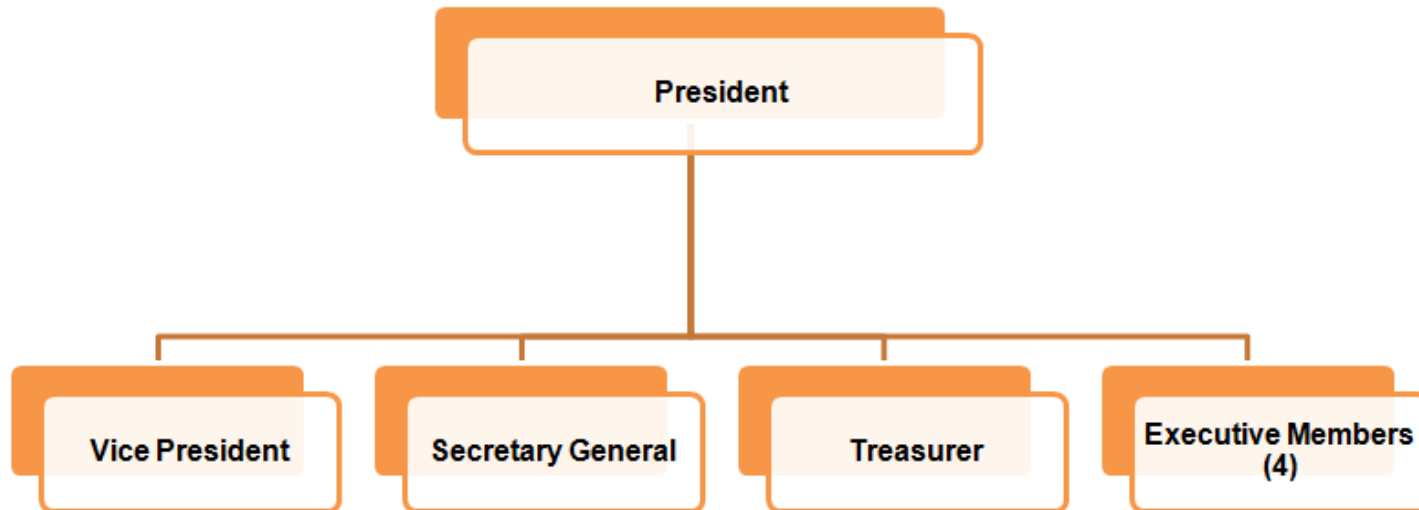 President
Vice President
Secretary General
Treasurer
Executive Members
(4)